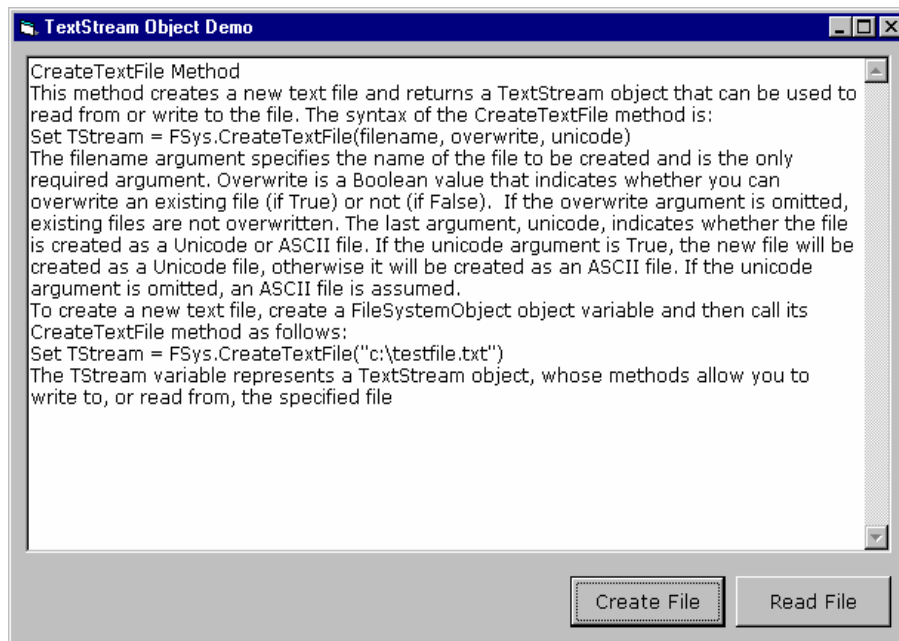 TextStream Object Demo
CreateTextFile Method
This method creates a new text file and returns a TextStream object that can be used to
read from or write to the file. The syntax of the CreateTextFile method is:
Set TStream = FSys.CreateTextFile(filename, overwrite, unicode)
The filename argument specifies the name of the file to be created and is the only
required argument. Overwrite is a Boolean value that indicates whether you can
overwrite an existing file (if True) or not (if False).  If the overwrite argument is omitted,
existing files are not overwritten. The last argument, unicode, indicates whether the file
is created as a Unicode or ASCII file. If the unicode argument is True, the new file will be
created as a Unicode file, otherwise it will be created as an ASCII file. If the unicode
argument is omitted, an ASCII file is assumed.
To create a new text file, create a FileSystemObject object variable and then call its
CreateTextFile method as follows:
Set TStream = FSys.CreateTextFile("c:\testfile.txt")
The TStream variable represents a TextStream object, whose methods allow you to
write to, or read from, the specified file
Create File
Read File